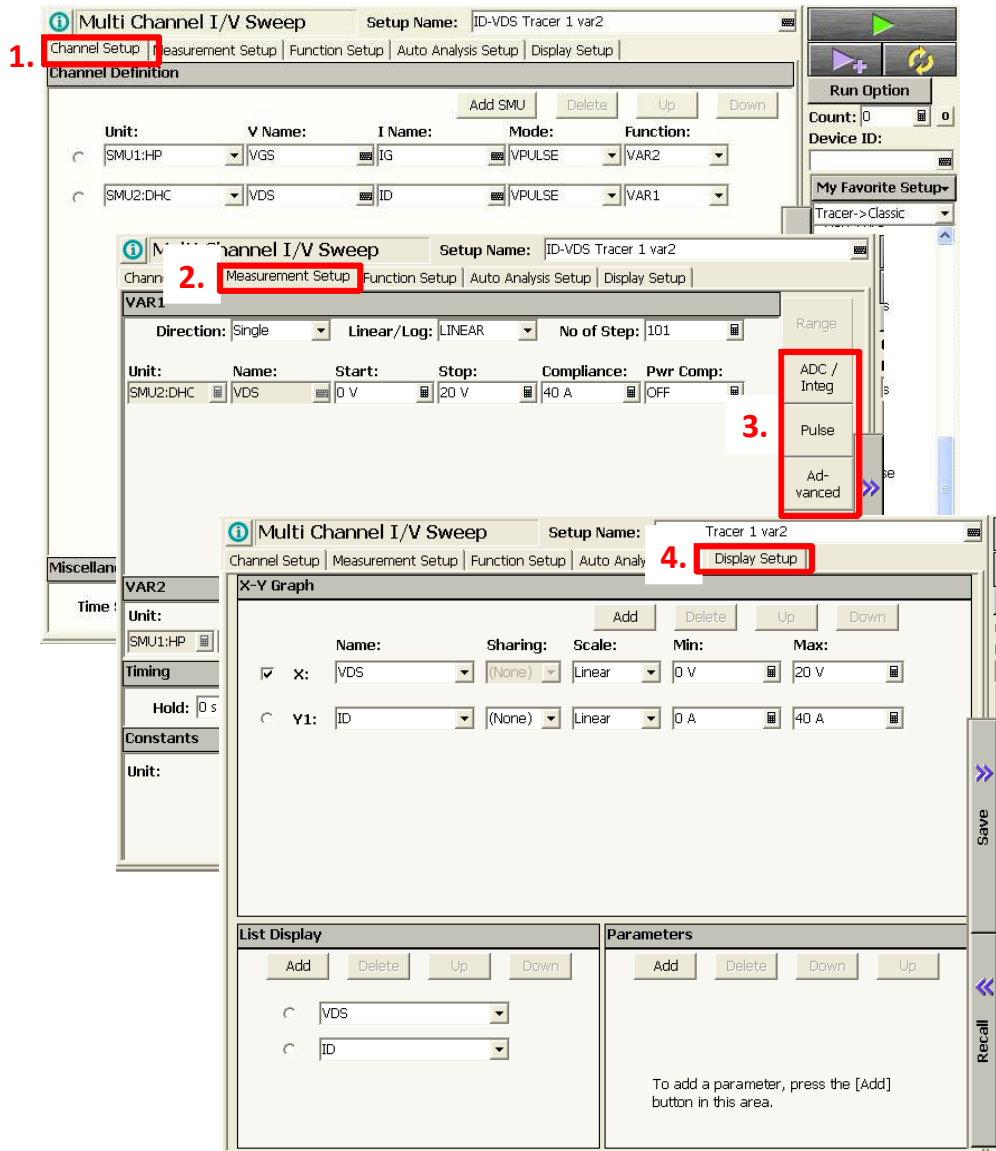 Multi Channel I/V Sweep Setup Name: ID-VDS Tracer 1 var2
1. Channel Setup Measurement Setup Function Setup Auto Analysis Setup Display Setup
Channel Definition
Add SMU Delete Up Down
Unit: V Name: I Name: Mode: Function:
SMU1:HP VGS IG VPULSE VAR2
SMU2:DHC VDS ID VPULSE VAR1
Run Option
Count: 0 0
Device ID:
My Favorite Setup
Tracer->Classic
Channel I/V Sweep Setup Name: ID-VDS Tracer 1 var2
2. Measurement Setup Function Setup Auto Analysis Setup Display Setup
VAR1
Direction: Single Linear/Log: LINEAR No of Step: 101
Unit: Name: Start: Stop: Compliance: Pwr Comp:
SMU2:DHC VDS 0 V 20 V 40 A OFF
Range
3.
ADC /
Integ
Pulse
Ad-
vanced
Miscellan
Time
VAR2
Unit:
SMU1:HP
Timing
Hold: 0 s
Constants
Unit:
Multi Channel I/V Sweep Setup Name: Tracer 1 var2
Channel Setup Measurement Setup Function Setup Auto Analy 4. Display Setup
X-Y Graph
Add Delete Up Down
Name: Sharing: Scale: Min: Max:
X: VDS (None) Linear 0 V 20 V
Y1: ID (None) Linear 0 A 40 A
Save
Recall
List Display
Add Delete Up Down
VDS
ID
Parameters
Add Delete Down Up
To add a parameter, press the [Add]
button in this area.